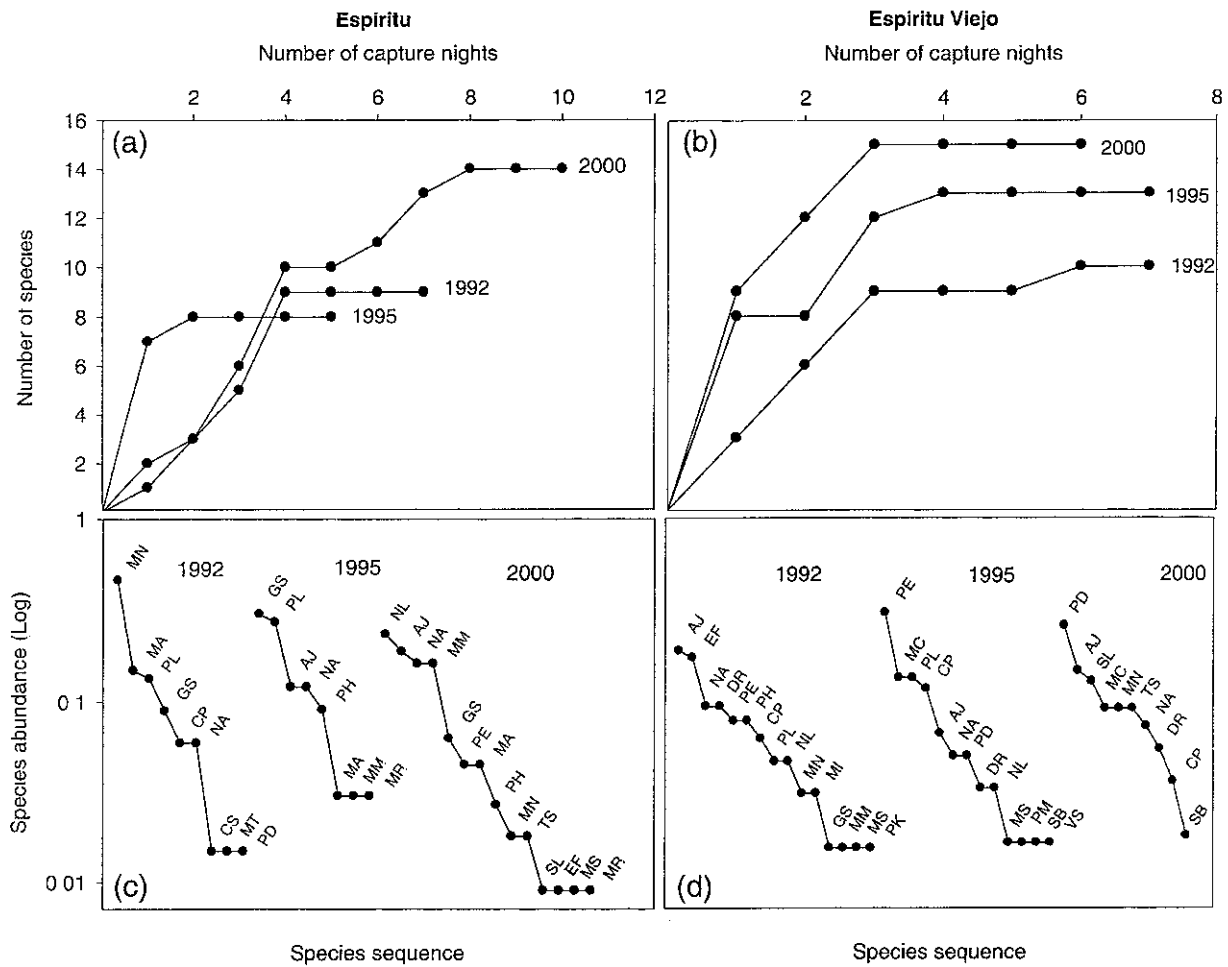 Espíritu
Number of capture nights
2 4 6 8 10 12
Espiritu Viejo
Number of capture nights
2 4 6 8
Number of species
16
14
12
10
8
6
4
2
(a)
2000
1992
1995
(b)
2000
1995
1992
Species abundance (Log)
1
0 1
0 01
(c)
1992
MN
MA
PL
GS
CP
NA
CS
MT
PD
1995
GS
PL
AJ
NA
PH
MA
MM
MR
2000
NL
AJ
NA
MM
GS
PE
MA
PH
MN
TS
SL
EF
MS
MR
Species sequence
(d)
1992
AJ
EF
NA
DR
PE
PH
CP
PL
NL
MN
MI
GS
MM
MS
PK
1995
PE
MC
PL
CP
AJ
NA
PD
DR
NL
MS
PM
SB
VS
2000
PD
AJ
SL
MC
MN
TS
NA
DR
CP
SB
Species sequence